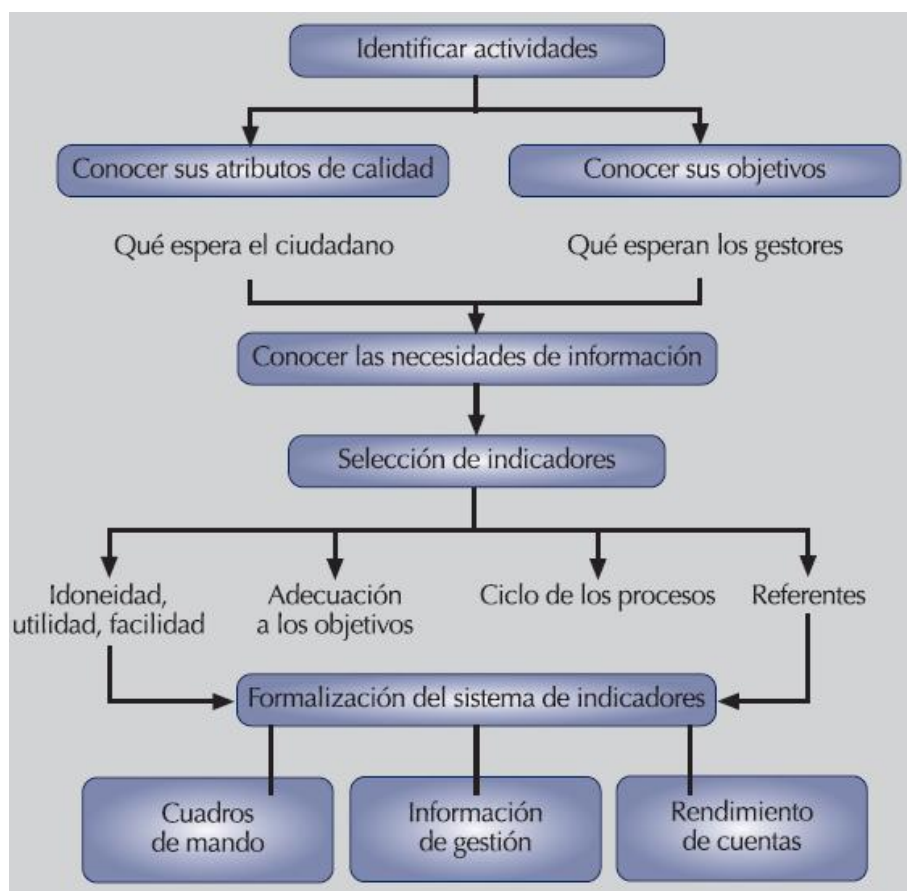 Identificar actividades
Conocer sus atributos de calidad
Conocer sus objetivos
Qué espera el ciudadano
Qué esperan los gestores
Conocer las necesidades de información
Selección de indicadores
Idoneidad,
utilidad, facilidad
Adecuación
a los objetivos
Ciclo de los procesos
Referentes
Formalización del sistema de indicadores
Cuadros
de mando
Información
de gestión
Rendimiento
de cuentas